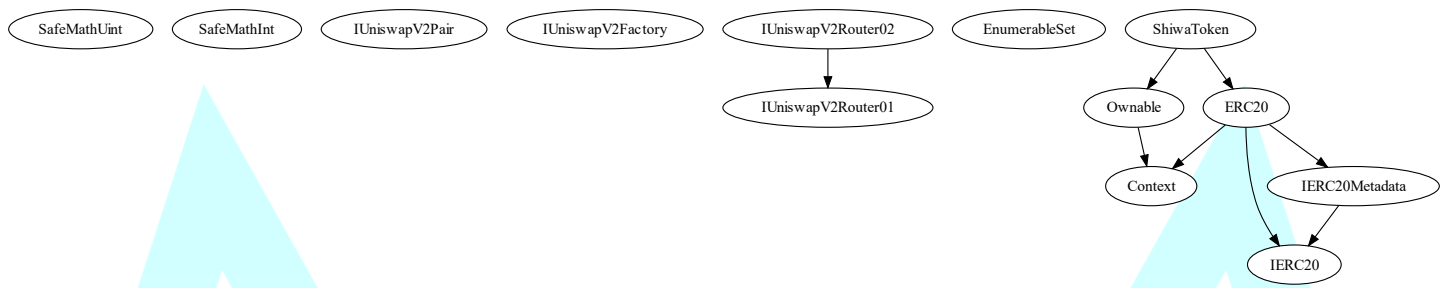 SafeMathUint
SafeMathInt
IUniswapV2Pair
IUniswapV2Factory
IUniswapV2Router02
EnumerableSet
ShiwaToken
IUniswapV2Router01
Ownable
ERC20
Context
IERC20Metadata
IERC20